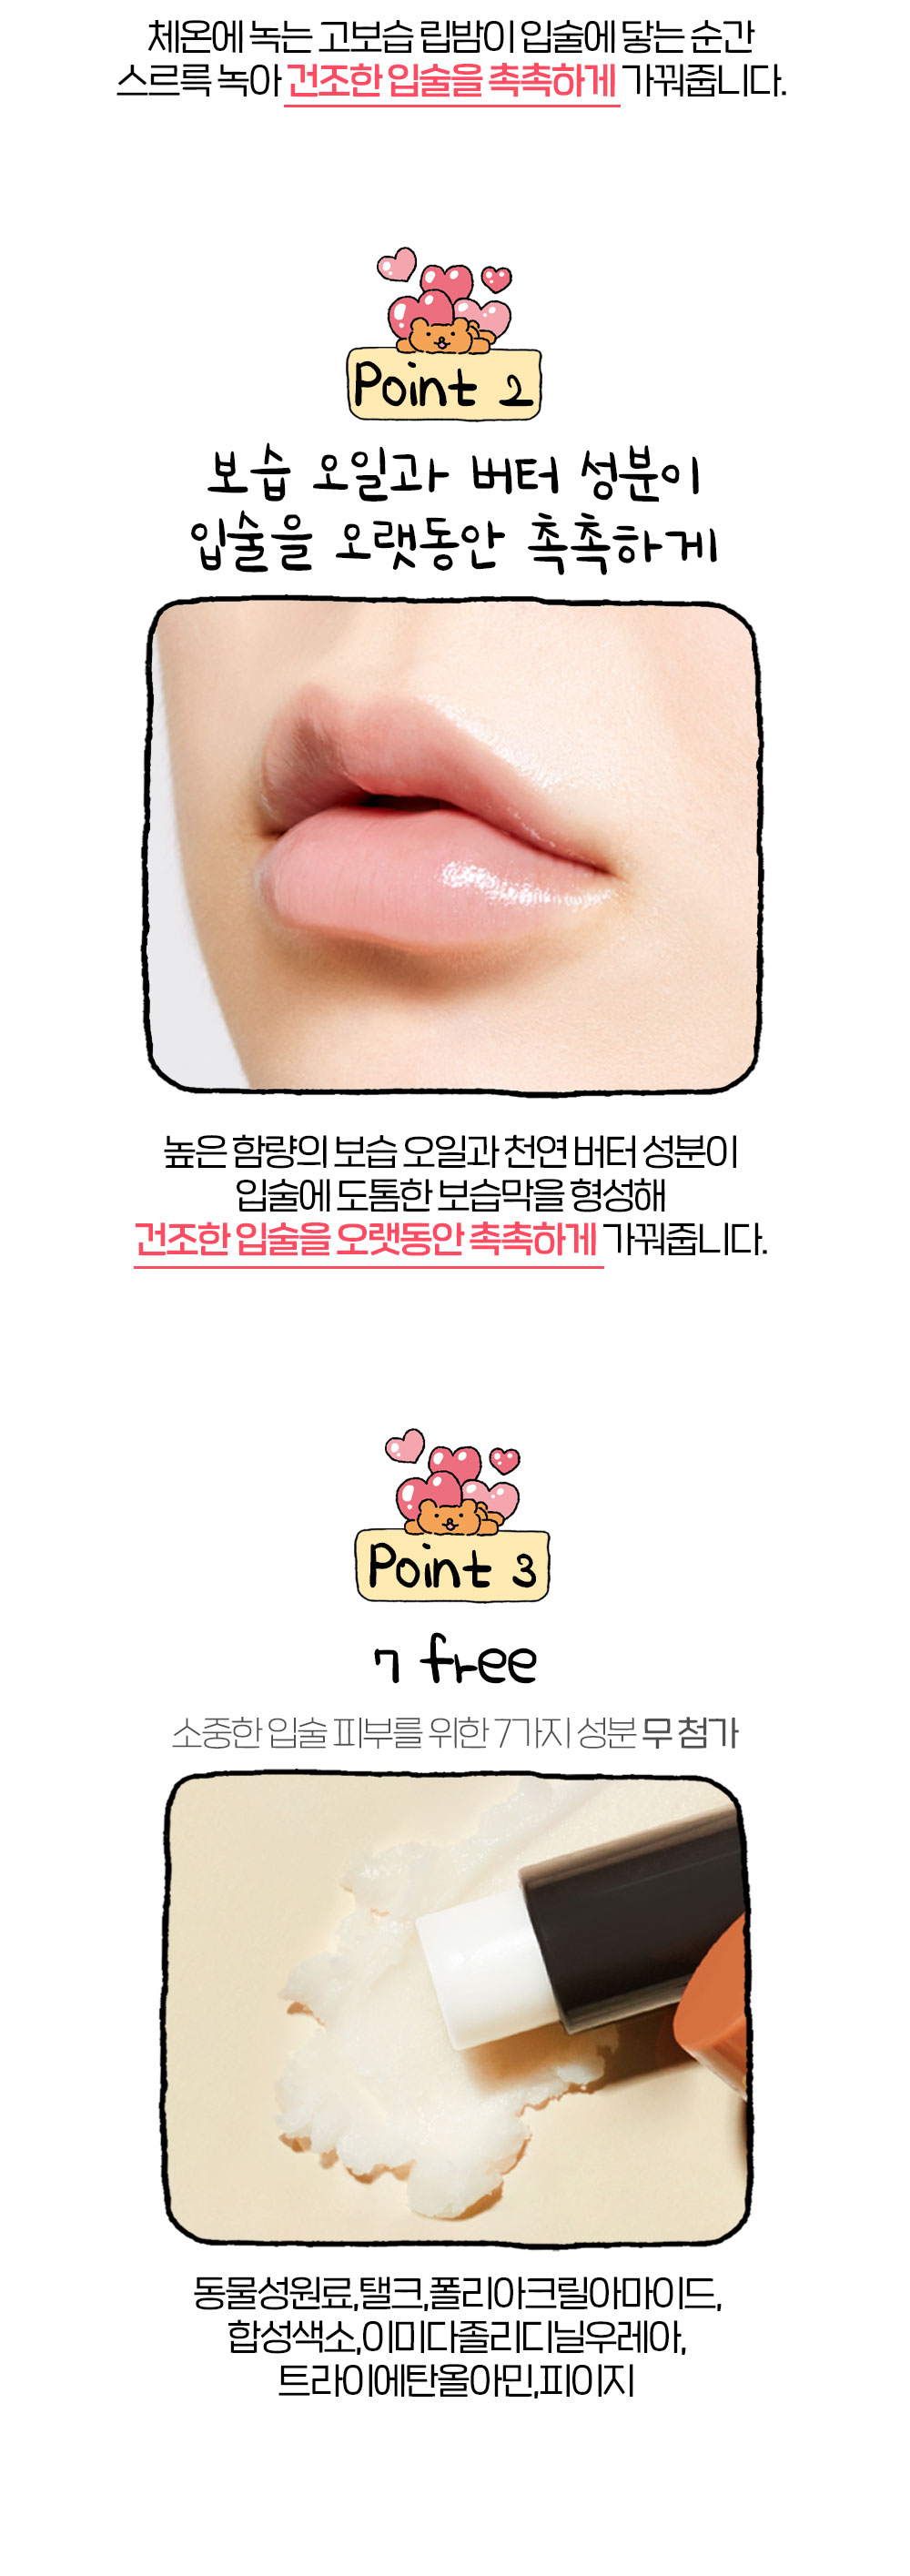 체온에 녹는 고보습 립밤이 입술에 닿는 순간
스르륵 녹아 건조한 입술을 촉촉하게 가꿔줍니다.
Point 2
보습 오일과 버터 성분이
입술을 오랫동안 촉촉하게
높은 함량의 보습 오일과 천연 버터 성분이
입술에 도톰한 보습막을 형성해
건조한 입술을 오랫동안 촉촉하게 가꿔줍니다.
Point 3
7 free
소중한 입술 피부를 위한 7가지 성분 무 첨가
동물성원료,탤크,폴리아크릴아마이드,
합성색소,이미다졸리디닐우레아,
트라이에탄올아민,피이지